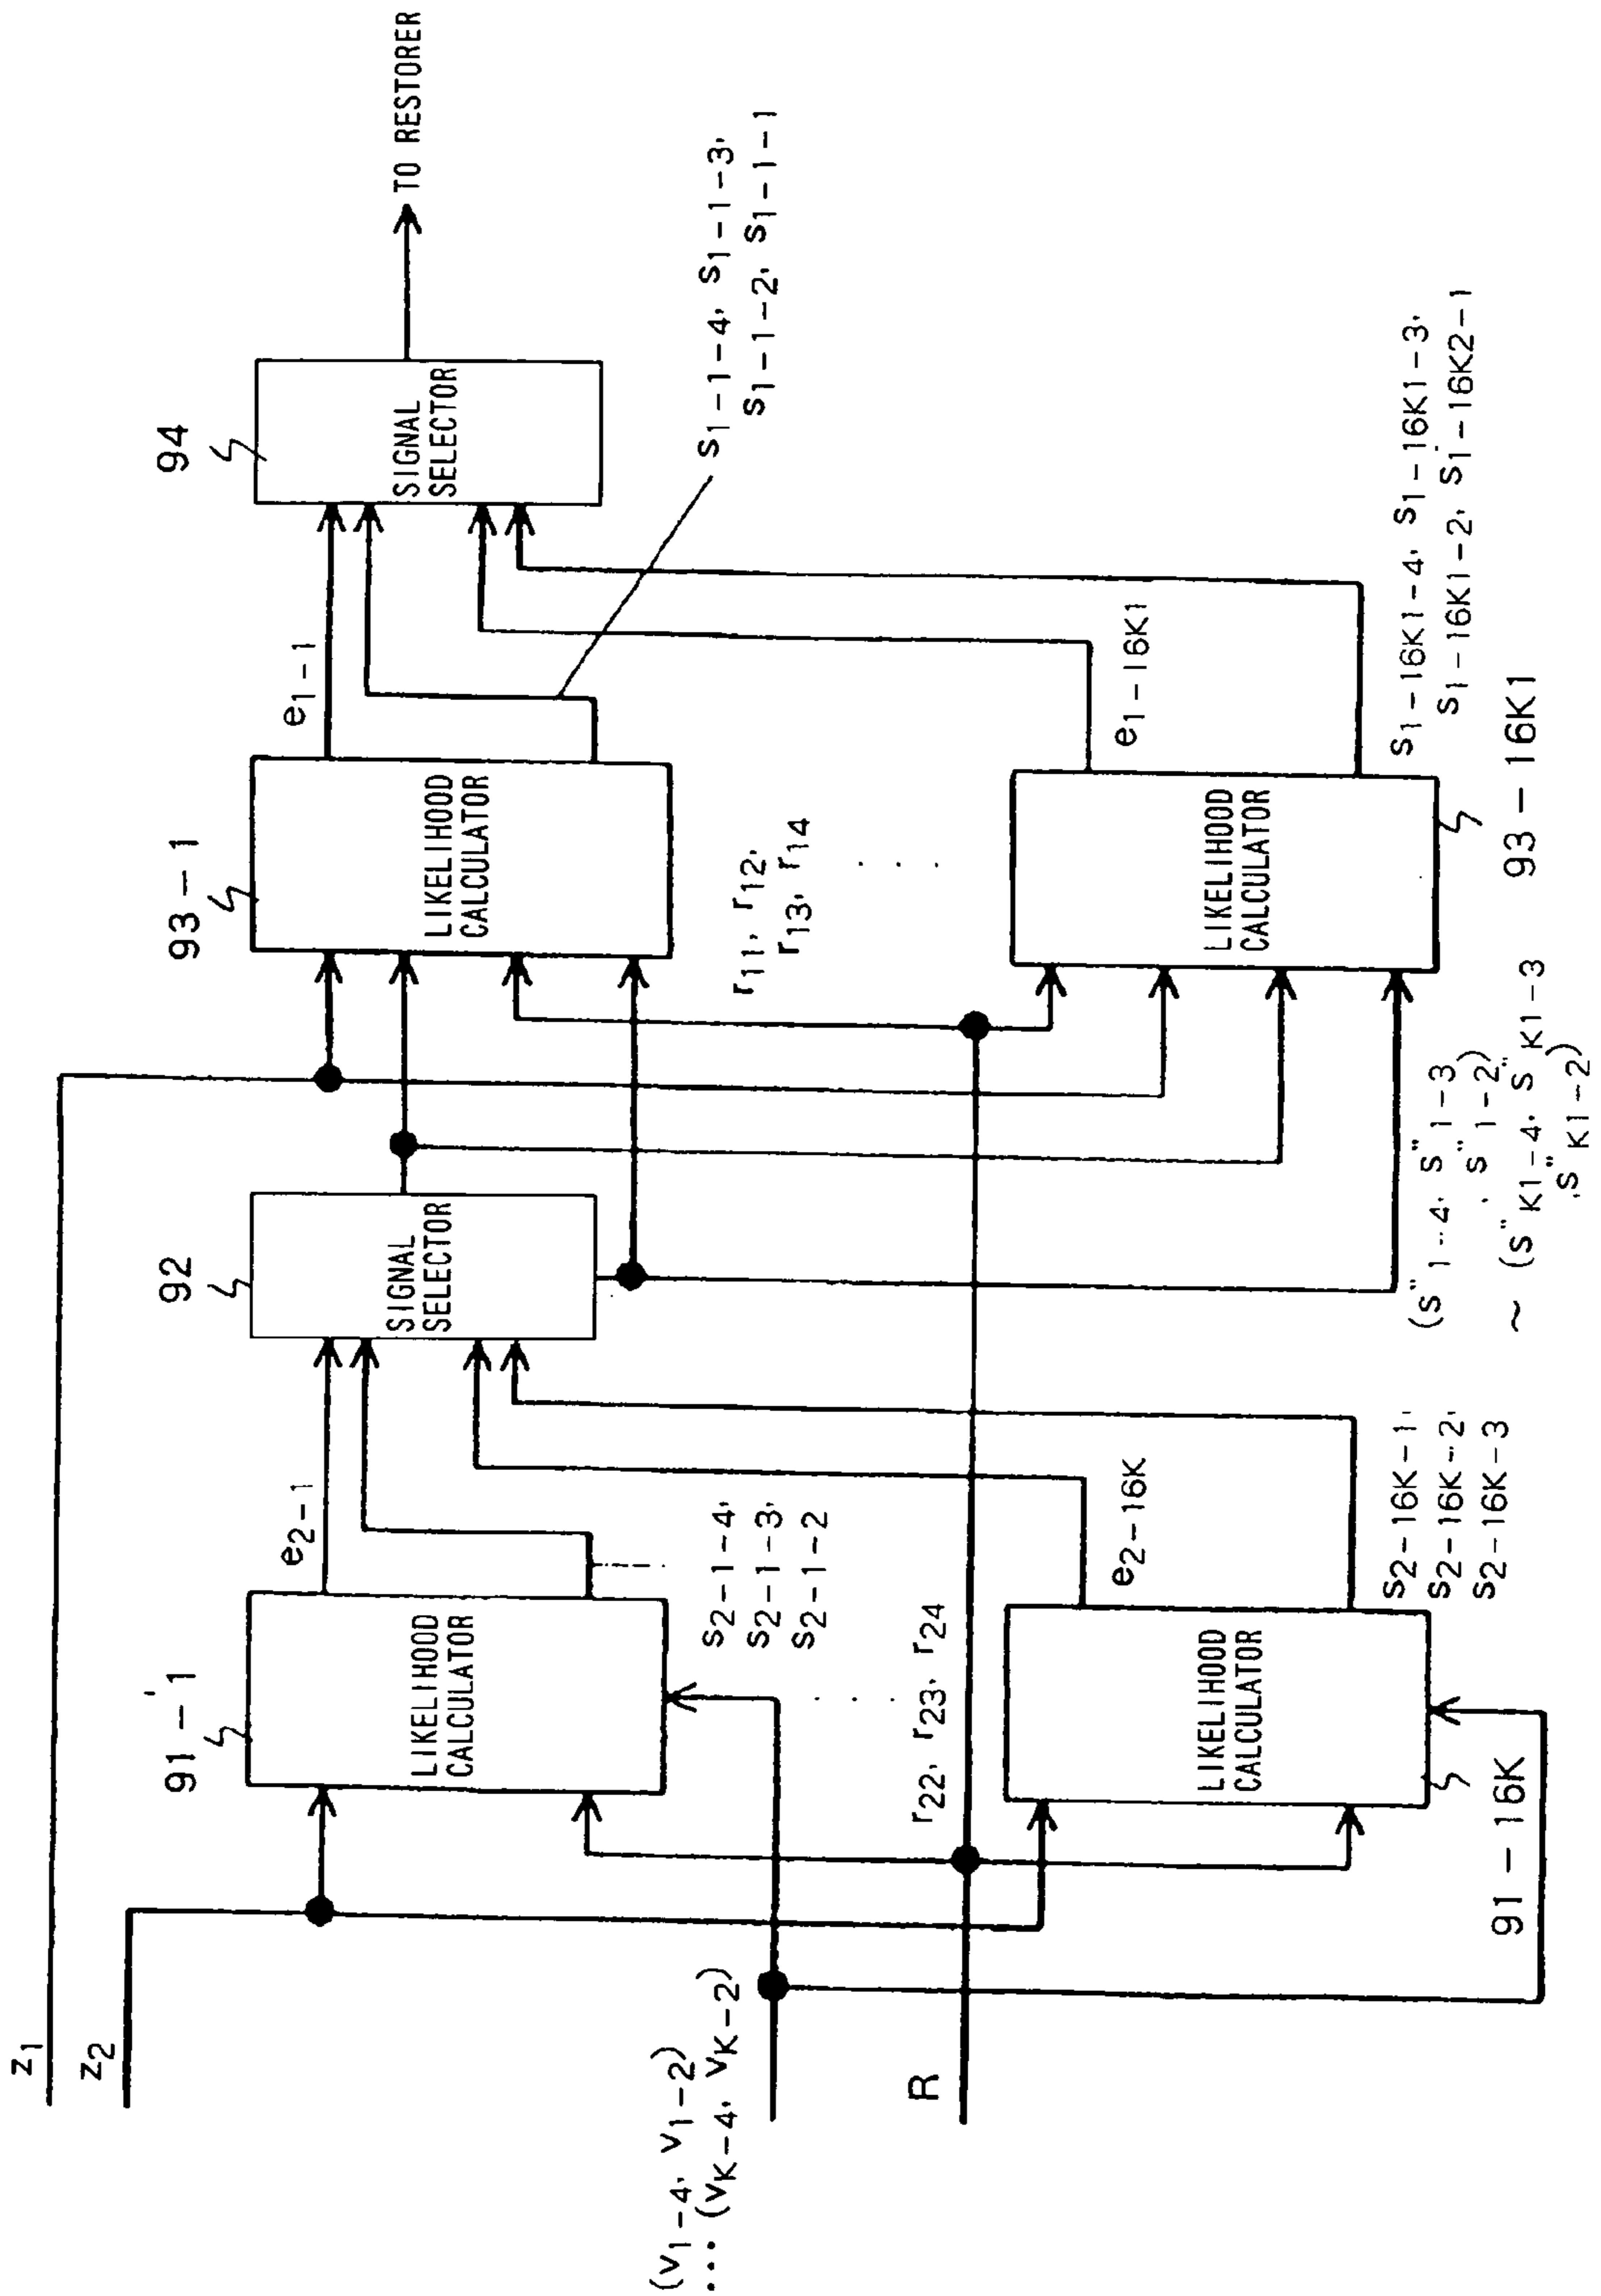 z1
z2
(v1-4, v1-2)
... (vK-4, vK-2)
R
91-1
LIKELIHOOD
CALCULATOR
e2-1
s2-1-4,
s2-1-3,
s2-1-2
r22, r23, r24
LIKELIHOOD
CALCULATOR
91-16K
e2-16K
s2-16K-1,
s2-16K-2,
s2-16K-3
92
SIGNAL
SELECTOR
(s"1-4, s"1-3
, s"1-2)
~ (s"K1-4, s"K1-3
, s"K1-2)
93-1
LIKELIHOOD
CALCULATOR
e1-1
r11, r12,
r13, r14
LIKELIHOOD
CALCULATOR
93-16K1
e1-16K1
s1-16K1-4, s1-16K1-3,
s1-16K1-2, s1-16K2-1
94
SIGNAL
SELECTOR
s1-1-4, s1-1-3,
s1-1-2, s1-1-1
TO RESTORER